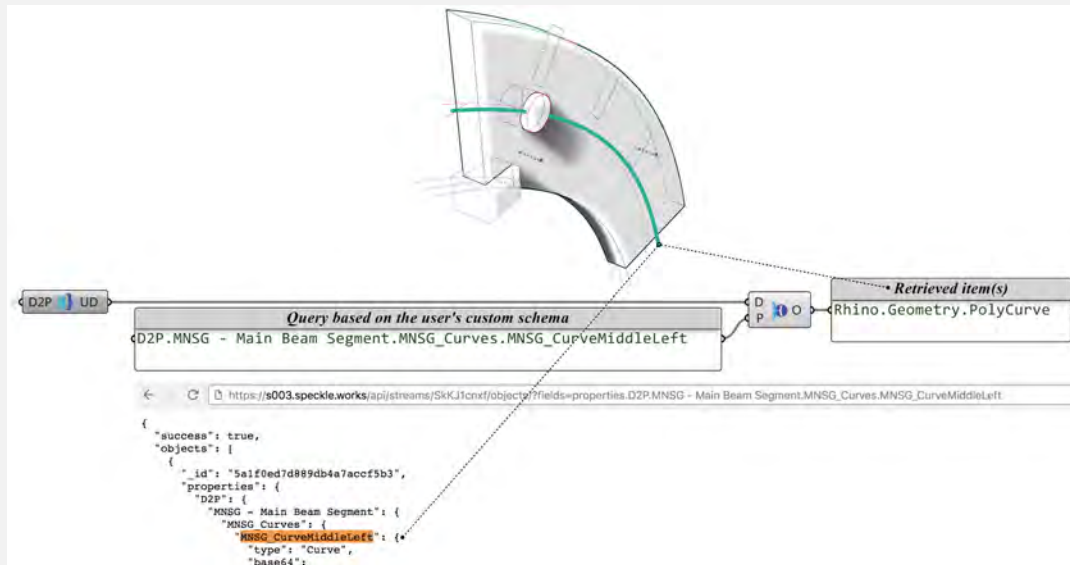 D2P UD
Query based on the user's custom schema
D2P.MNSG - Main Beam Segment.MNSG_Curves.MNSG_CurveMiddleLeft
D
P
O
Retrieved item(s)
Rhino.Geometry.PolyCurve
https://s003.speckle.works/api/streams/SkKJ1cnxf/objects/?fields=properties.D2P.MNSG - Main Beam Segment.MNSG_Curves.MNSG_CurveMiddleLeft
{
"success": true,
"objects": [
{
"_id": "5a1f0ed7d889db4a7accf5b3",
"properties": {
"D2P": {
"MNSG - Main Beam Segment": {
"MNSG_Curves": {
"MNSG_CurveMiddleLeft": {
"type": "Curve",
"base64":